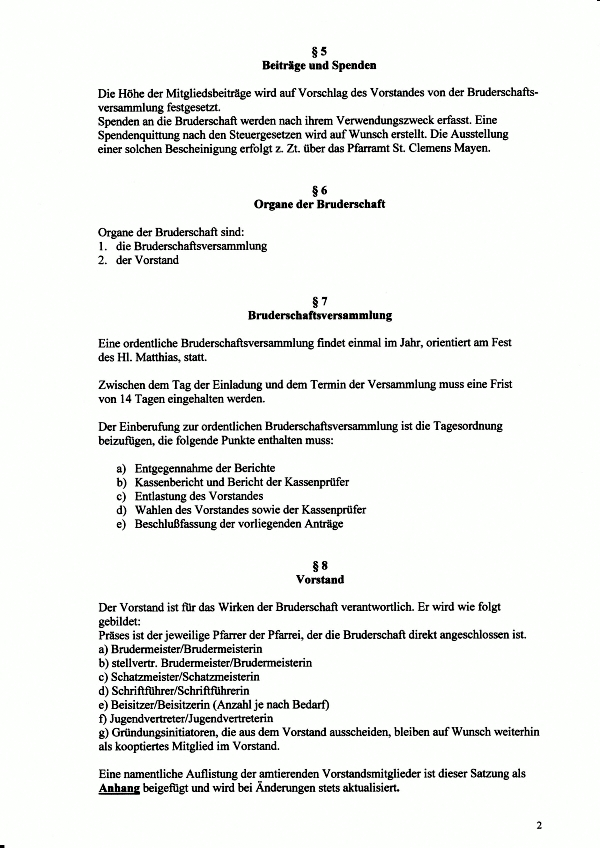 § 5
Beiträge und Spenden
Die Höhe der Mitgliedsbeiträge wird auf Vorschlag des Vorstandes von der Bruderschafts-
versammlung festgesetzt.
Spenden an die Bruderschaft werden nach ihrem Verwendungszweck erfasst. Eine
Spendenquittung nach den Steuergesetzen wird auf Wunsch erstellt. Die Ausstellung
einer solchen Bescheinigung erfolgt z. Zt. über das Pfarramt St. Clemens Mayen.
§ 6
Organe der Bruderschaft
Organe der Bruderschaft sind:
1. die Bruderschaftsversammlung
2. der Vorstand
§ 7
Bruderschaftsversammlung
Eine ordentliche Bruderschaftsversammlung findet einmal im Jahr, orientiert am Fest
des Hl. Matthias, statt.
Zwischen dem Tag der Einladung und dem Termin der Versammlung muss eine Frist
von 14 Tagen eingehalten werden.
Der Einberufung zur ordentlichen Bruderschaftsversammlung ist die Tagesordnung
beizufügen, die folgende Punkte enthalten muss:
a) Entgegennahme der Berichte
b) Kassenbericht und Bericht der Kassenprüfer
c) Entlastung des Vorstandes
d) Wahlen des Vorstandes sowie der Kassenprüfer
e) Beschlußfassung der vorliegenden Anträge
§ 8
Vorstand
Der Vorstand ist für das Wirken der Bruderschaft verantwortlich. Er wird wie folgt
gebildet:
Präses ist der jeweilige Pfarrer der Pfarrei, der die Bruderschaft direkt angeschlossen ist.
a) Brudermeister/Brudermeisterin
b) stellvertr. Brudermeister/Brudermeisterin
c) Schatzmeister/Schatzmeisterin
d) Schriftführer/Schriftführerin
e) Beisitzer/Beisitzerin (Anzahl je nach Bedarf)
f) Jugendvertreter/Jugendvertreterin
g) Gründungsinitiatoren, die aus dem Vorstand ausscheiden, bleiben auf Wunsch weiterhin
als kooptiertes Mitglied im Vorstand.
Eine namentliche Auflistung der amtierenden Vorstandsmitglieder ist dieser Satzung als
Anhang beigefügt und wird bei Änderungen stets aktualisiert.
2